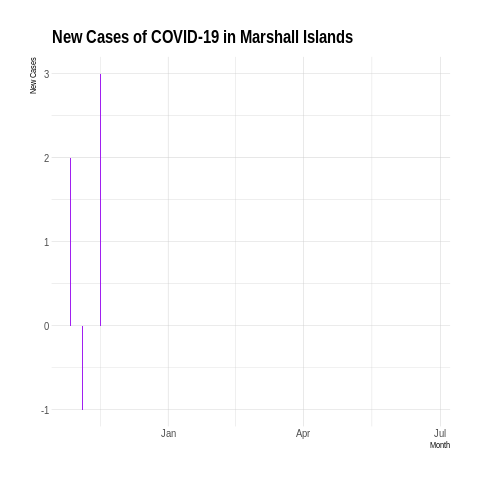 New Cases of COVID-19 in Marshall Islands
New Cases
3
2
1
0
-1
Jan Apr Jul
Month